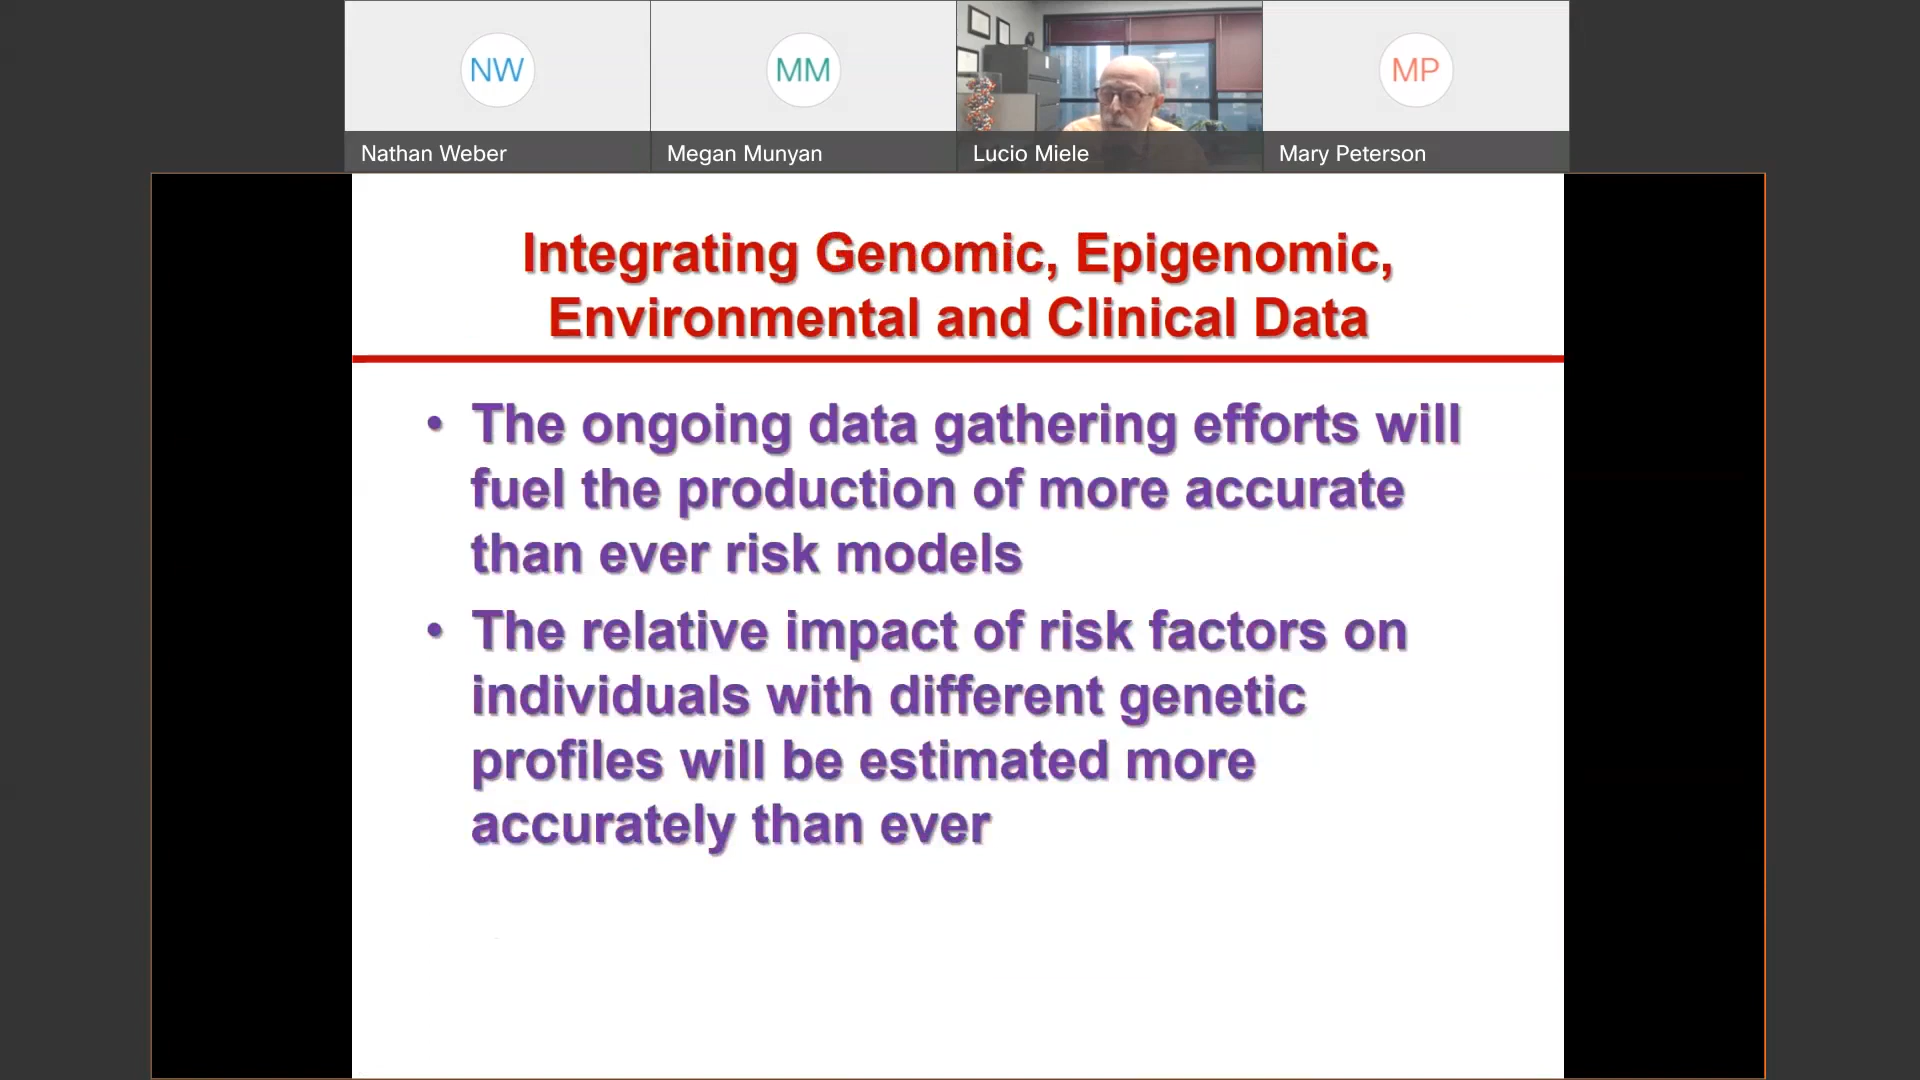 NW
MM
MP
Nathan Weber
Megan Munyan
Lucio Miele
Mary Peterson
Integrating Genomic, Epigenomic,
Environmental and Clinical Data
• The ongoing data gathering efforts will
fuel the production of more accurate
than ever risk models
• The relative impact of risk factors on
individuals with different genetic
profiles will be estimated more
accurately than ever